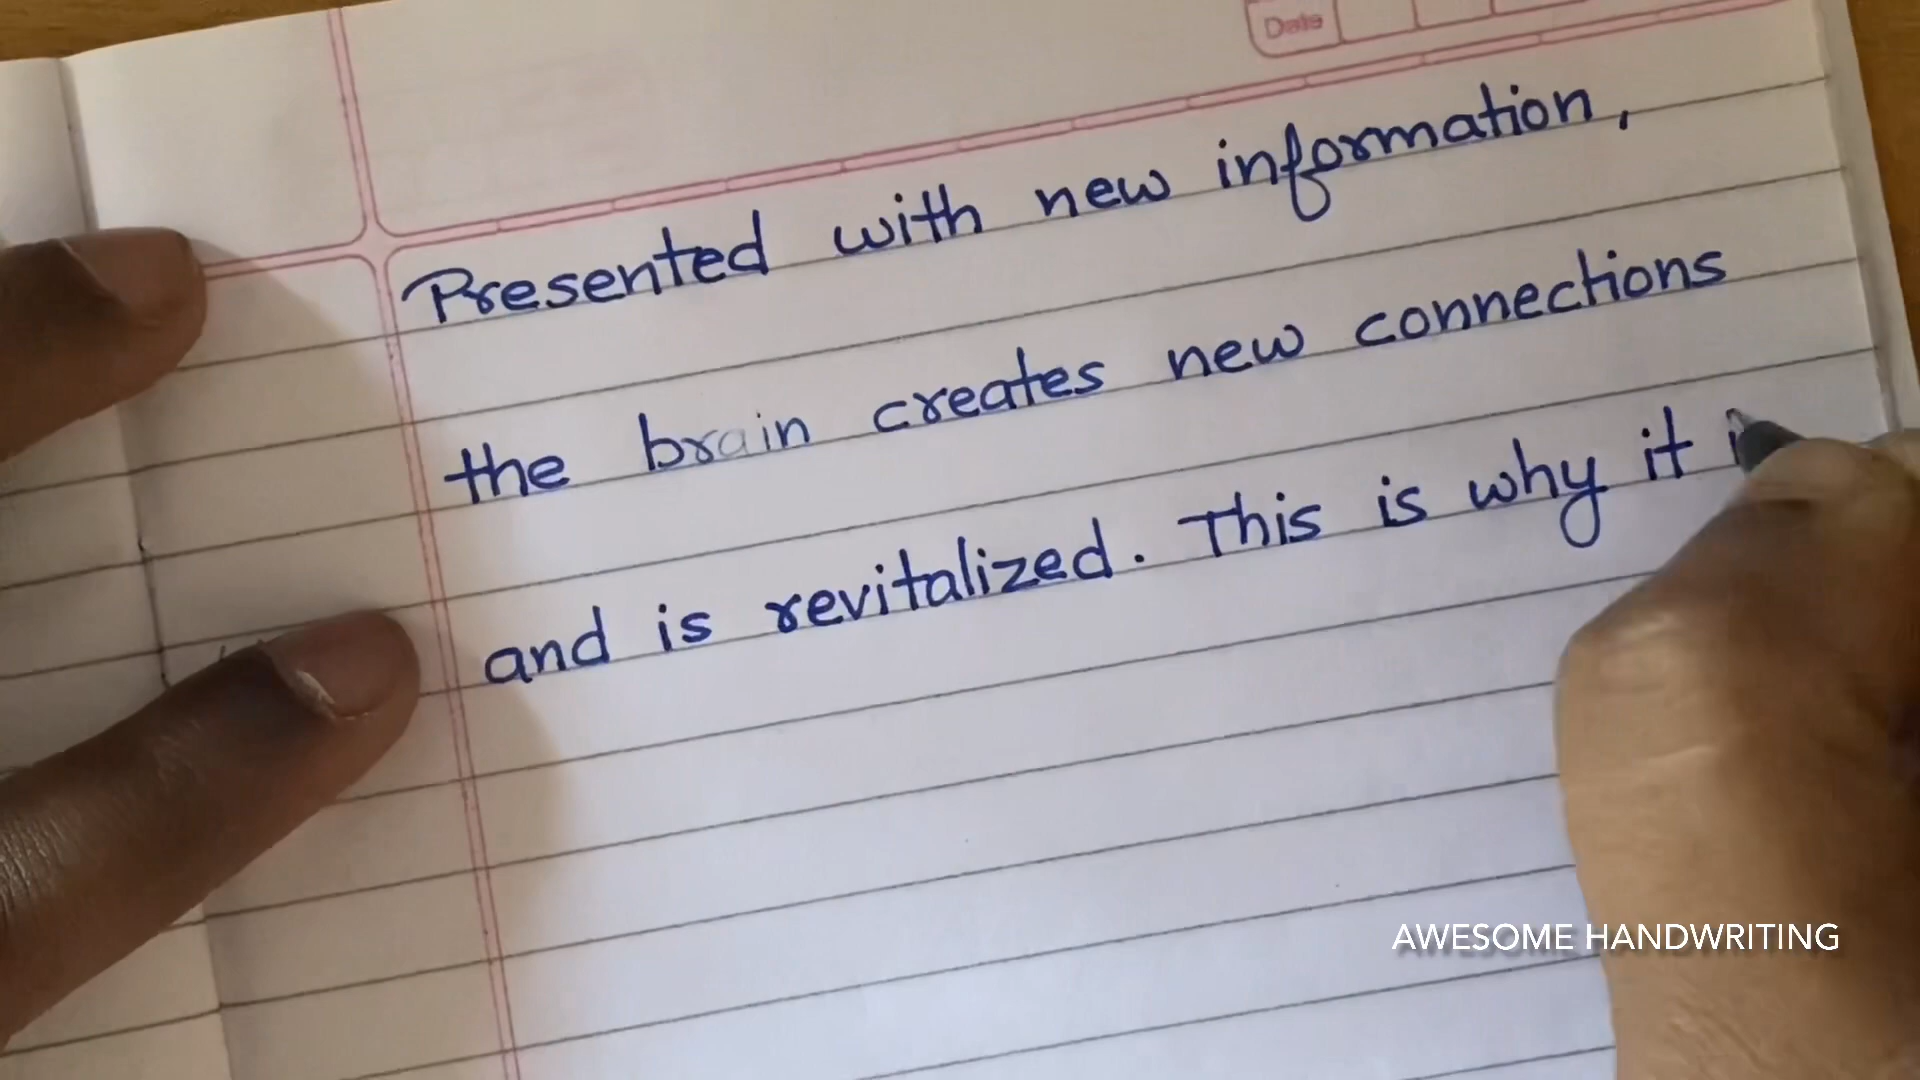 Date
Presented with new information,
the brain creates new connections
and is revitalized. This is why it
AWESOME HANDWRITING